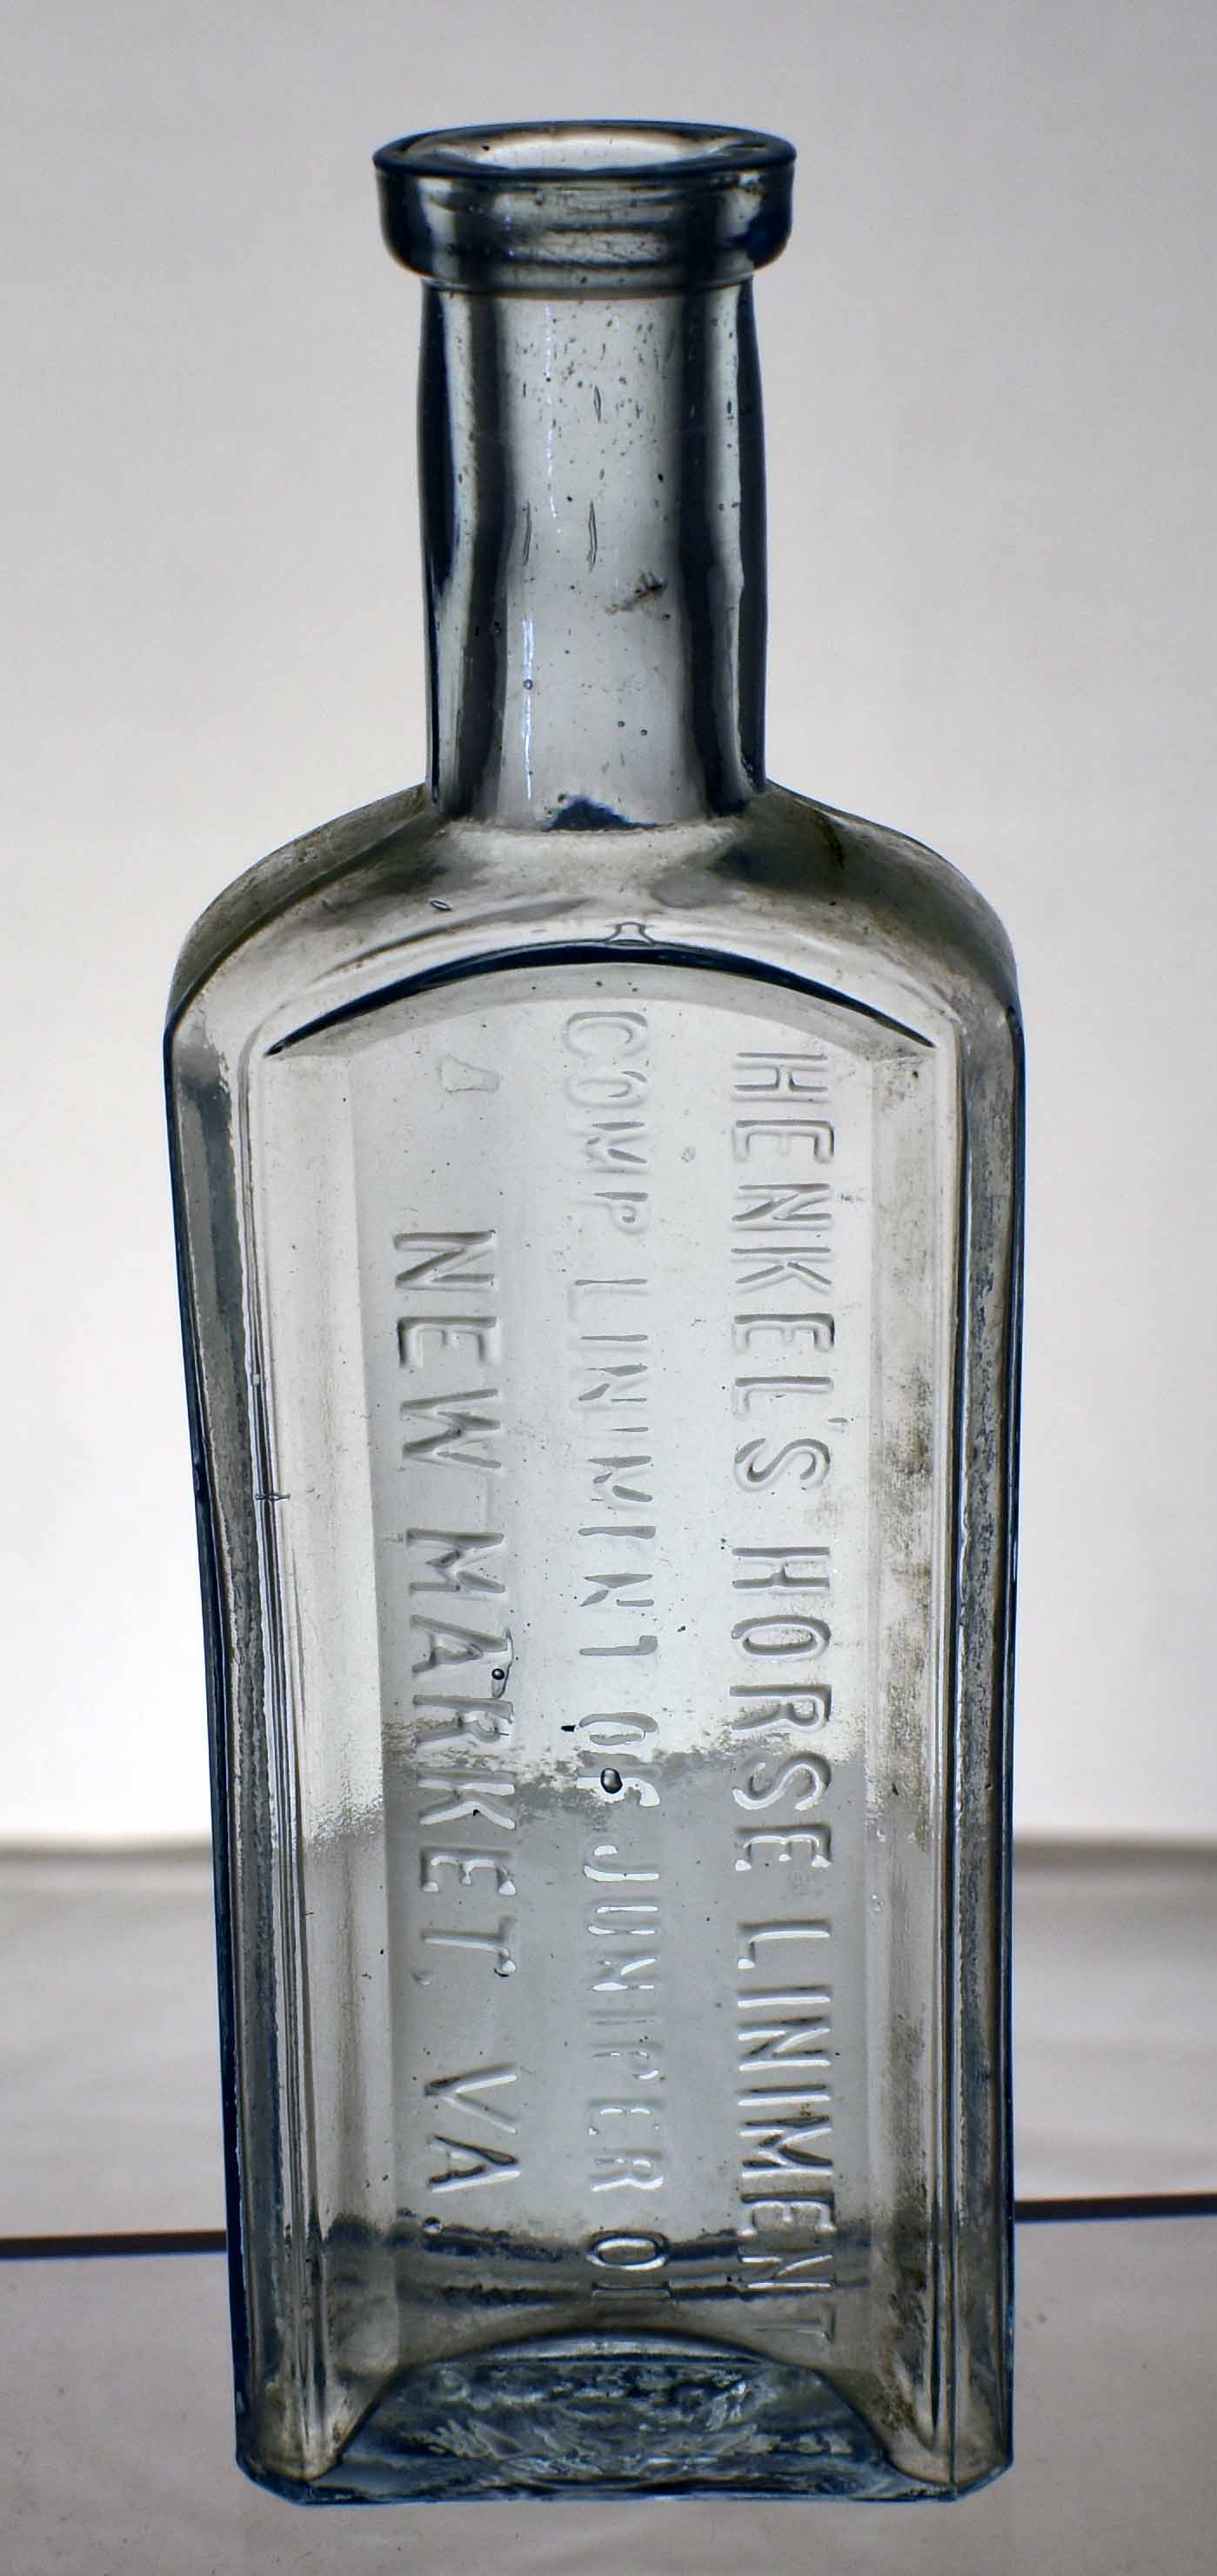 HENKEL'S HORSE LINIMENT
COMP LINIMENT OF JUNIPER OIL
NEW MARKET, VA.